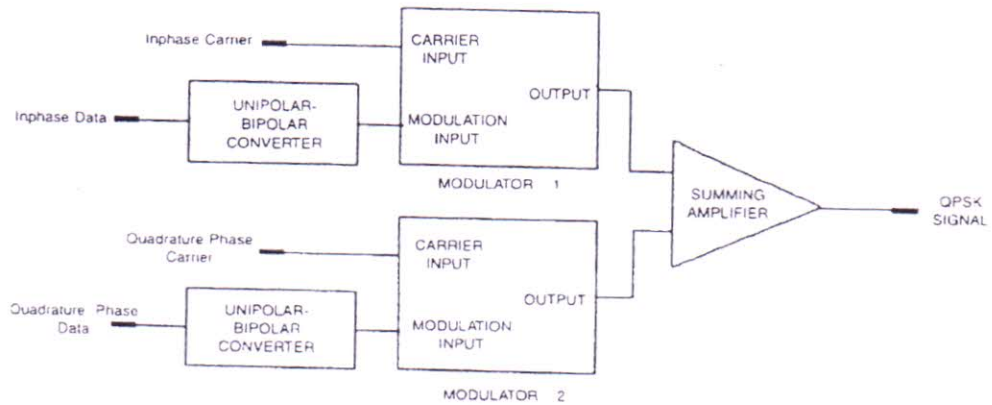 Inphase Carrier
CARRIER
INPUT
OUTPUT
Inphase Data
UNIPOLAR-
BIPOLAR
CONVERTER
MODULATION
INPUT
MODULATOR 1
SUMMING
AMPLIFIER
QPSK
SIGNAL
Quadrature Phase
Carrier
CARRIER
INPUT
OUTPUT
Quadrature Phase
Data
UNIPOLAR-
BIPOLAR
CONVERTER
MODULATION
INPUT
MODULATOR 2